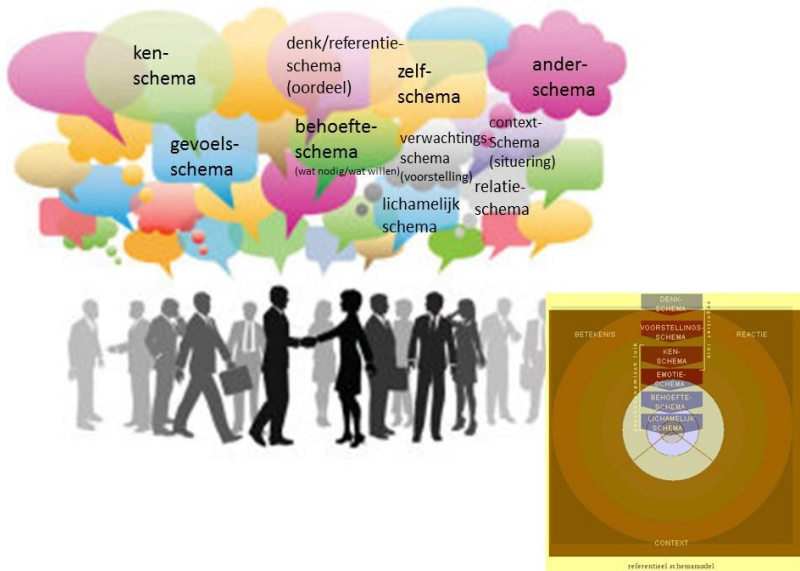 ken-
schema
denk/referentie-
schema
(oordeel)
zelf-
schema
ander-
schema
gevoels-
schema
behoefte-
schema
(wat nodig/wat willen)
verwachtings-
schema
(voorstelling)
context-
Schema
(situering)
relatie-
schema
lichamelijk
schema
DENK-
SCHEMA
VOORSTELLINGS-
SCHEMA
KEN-
SCHEMA
EMOTIE-
SCHEMA
BEHOEFTE-
SCHEMA
LICHAMELIJK
SCHEMA
BETEKENIS
REACTIE
CONTEXT
referentieel schemamodel